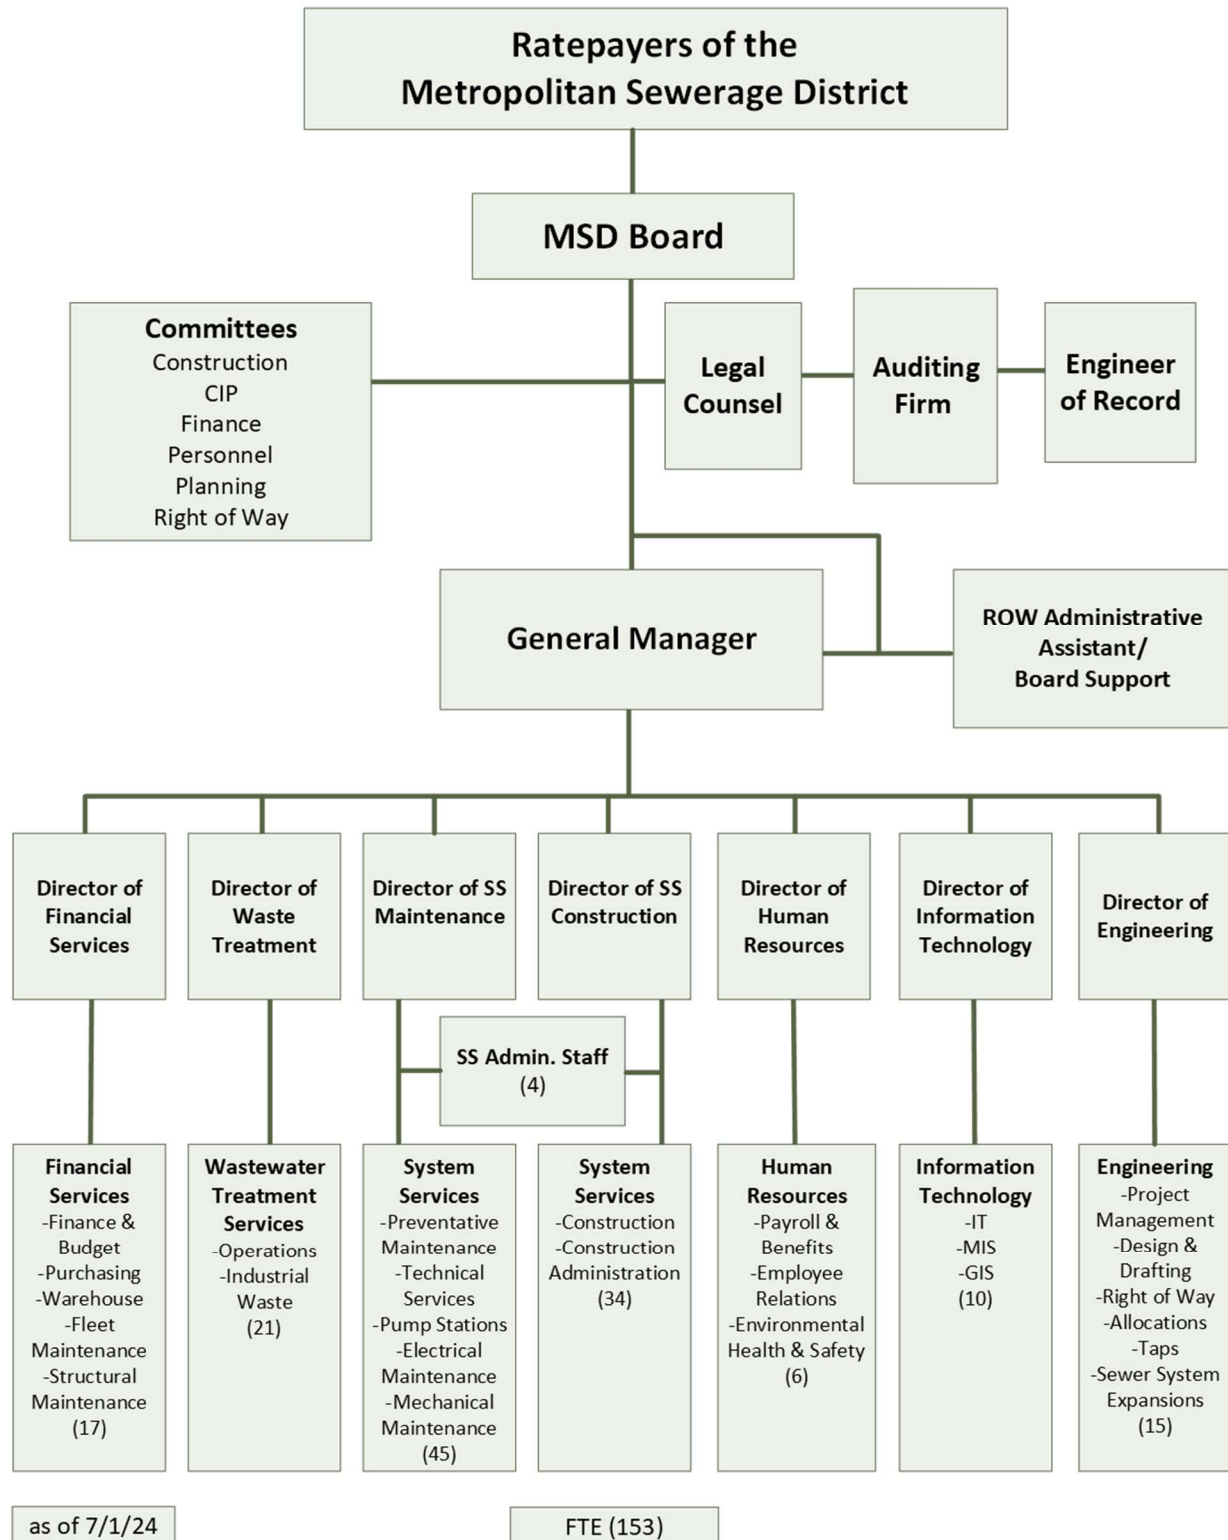 Ratepayers of the
Metropolitan Sewerage District
MSD Board
Committees
Construction
CIP
Finance
Personnel
Planning
Right of Way
Legal
Counsel
Auditing
Firm
Engineer
of Record
General Manager
ROW Administrative
Assistant/
Board Support
Director of
Financial
Services
Director of
Waste
Treatment
Director of SS
Maintenance
Director of SS
Construction
Director of
Human
Resources
Director of
Information
Technology
Director of
Engineering
SS Admin. Staff
(4)
Financial
Services
-Finance &
Budget
-Purchasing
-Warehouse
-Fleet
Maintenance
-Structural
Maintenance
(17)
Wastewater
Treatment
Services
-Operations
-Industrial
Waste
(21)
System
Services
-Preventative
Maintenance
-Technical
Services
-Pump Stations
-Electrical
Maintenance
-Mechanical
Maintenance
(45)
System
Services
-Construction
-Construction
Administration
(34)
Human
Resources
-Payroll &
Benefits
-Employee
Relations
-Environmental
Health & Safety
(6)
Information
Technology
-IT
-MIS
-GIS
(10)
Engineering
-Project
Management
-Design &
Drafting
-Right of Way
-Allocations
-Taps
-Sewer System
Expansions
(15)
as of 7/1/24
FTE (153)